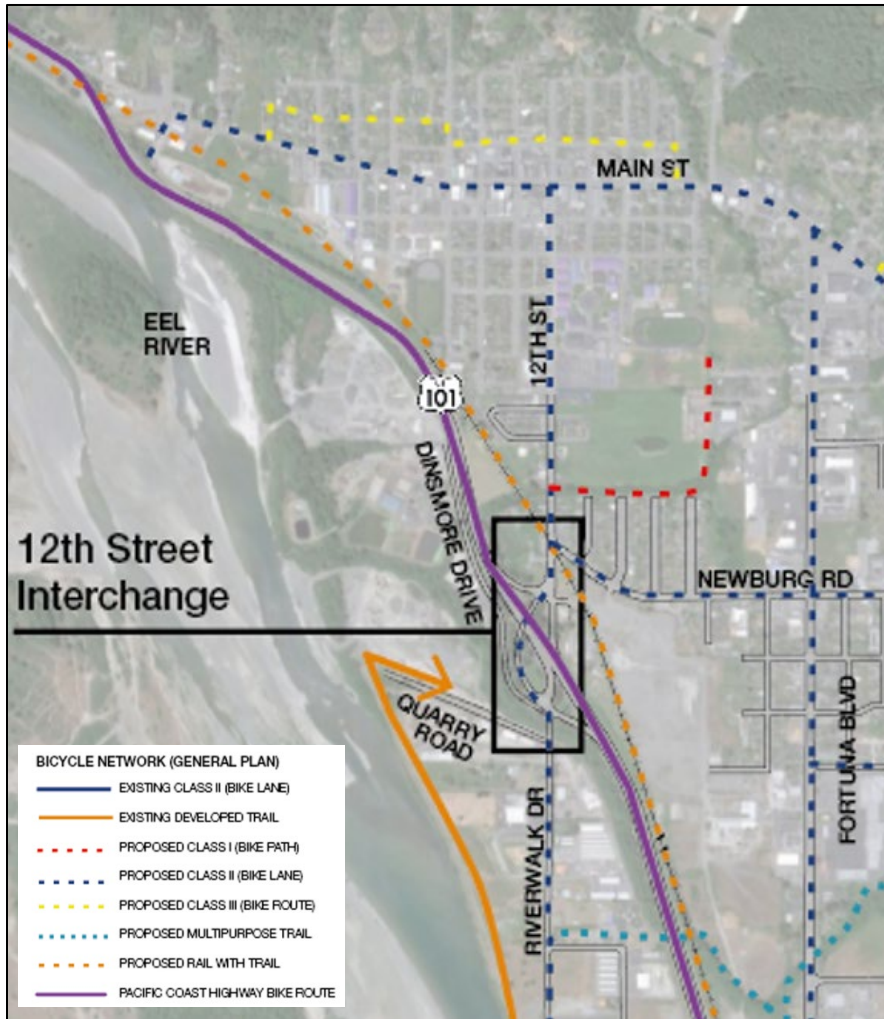 MAIN ST
12TH ST
EEL
RIVER
101
DINSMORE DRIVE
12th Street
Interchange
NEWBURG RD
QUARRY
ROAD
FORTUNA BLVD
RIVERWALK DR
BICYCLE NETWORK (GENERAL PLAN)
EXISTING CLASS II (BIKE LANE)
EXISTING DEVELOPED TRAIL
PROPOSED CLASS I (BIKE PATH)
PROPOSED CLASS II (BIKE LANE)
PROPOSED CLASS III (BIKE ROUTE)
PROPOSED MULTIPURPOSE TRAIL
PROPOSED RAIL WITH TRAIL
PACIFIC COAST HIGHWAY BIKE ROUTE